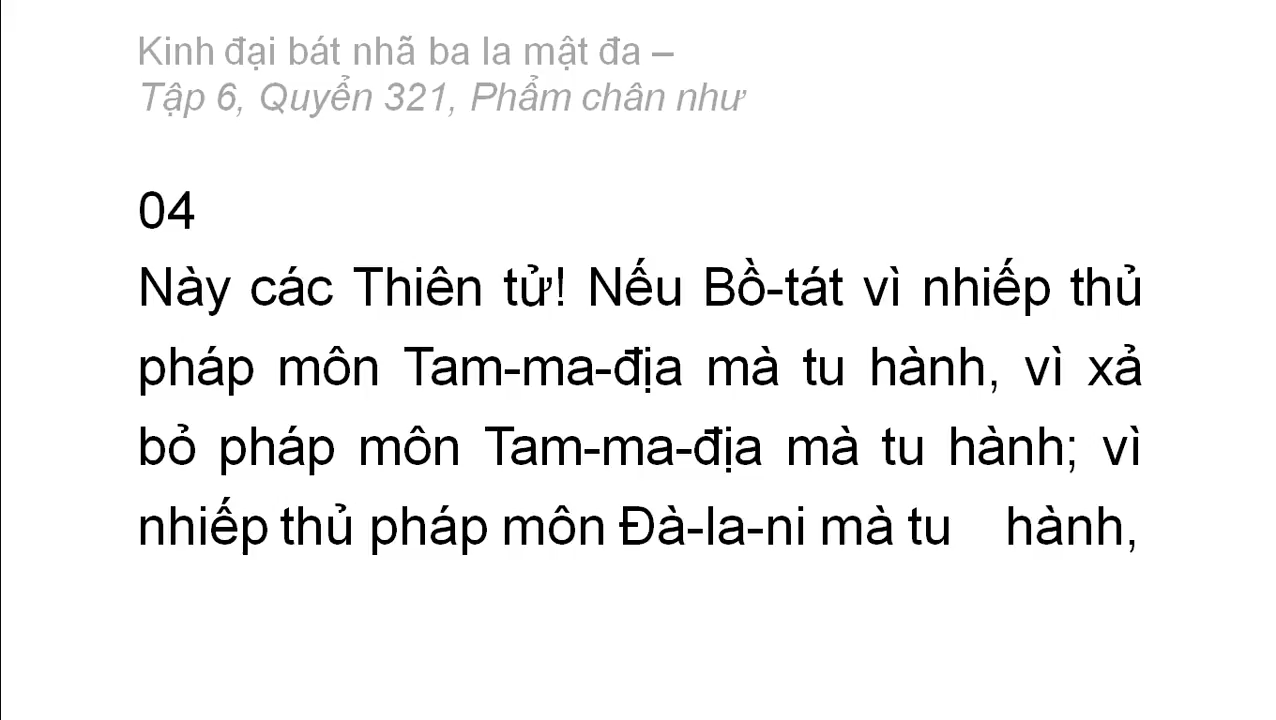 Kinh đại bát nhã ba la mật đa –
Tập 6, Quyển 321, Phẩm chân như
04
Này các Thiên tử! Nếu Bồ-tát vì nhiếp thủ
pháp môn Tam-ma-địa mà tu hành, vì xả
bỏ pháp môn Tam-ma-địa mà tu hành; vì
nhiếp thủ pháp môn Đà-la-ni mà tu hành,